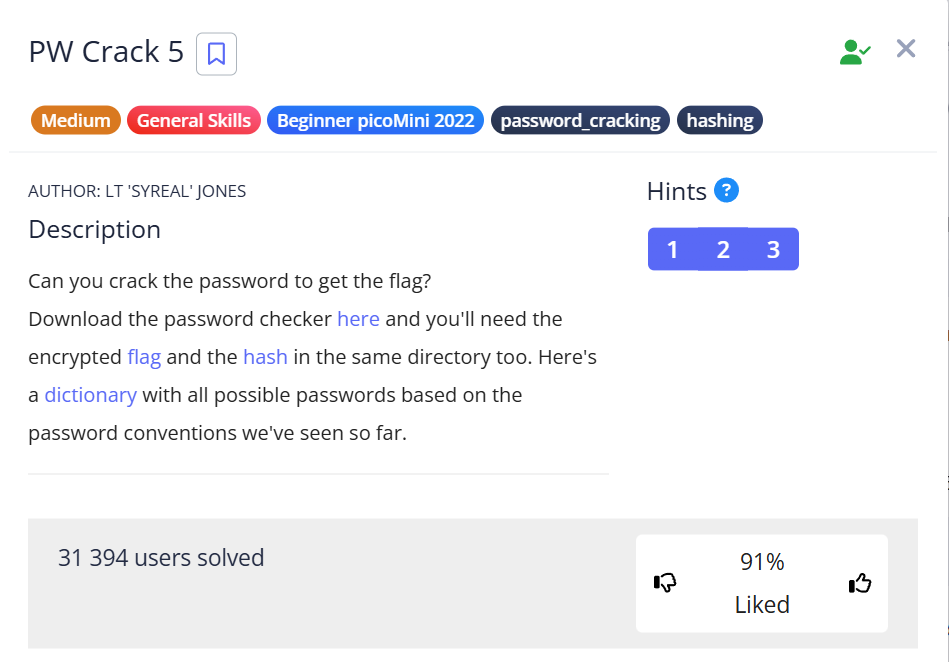 PW Crack 5
Medium General Skills Beginner picoMini 2022 password_cracking hashing
AUTHOR: LT 'SYREAL' JONES
Description
Can you crack the password to get the flag?
Download the password checker here and you'll need the
encrypted flag and the hash in the same directory too. Here's
a dictionary with all possible passwords based on the
password conventions we've seen so far.
Hints ?
1 2 3
31 394 users solved
91%
Liked